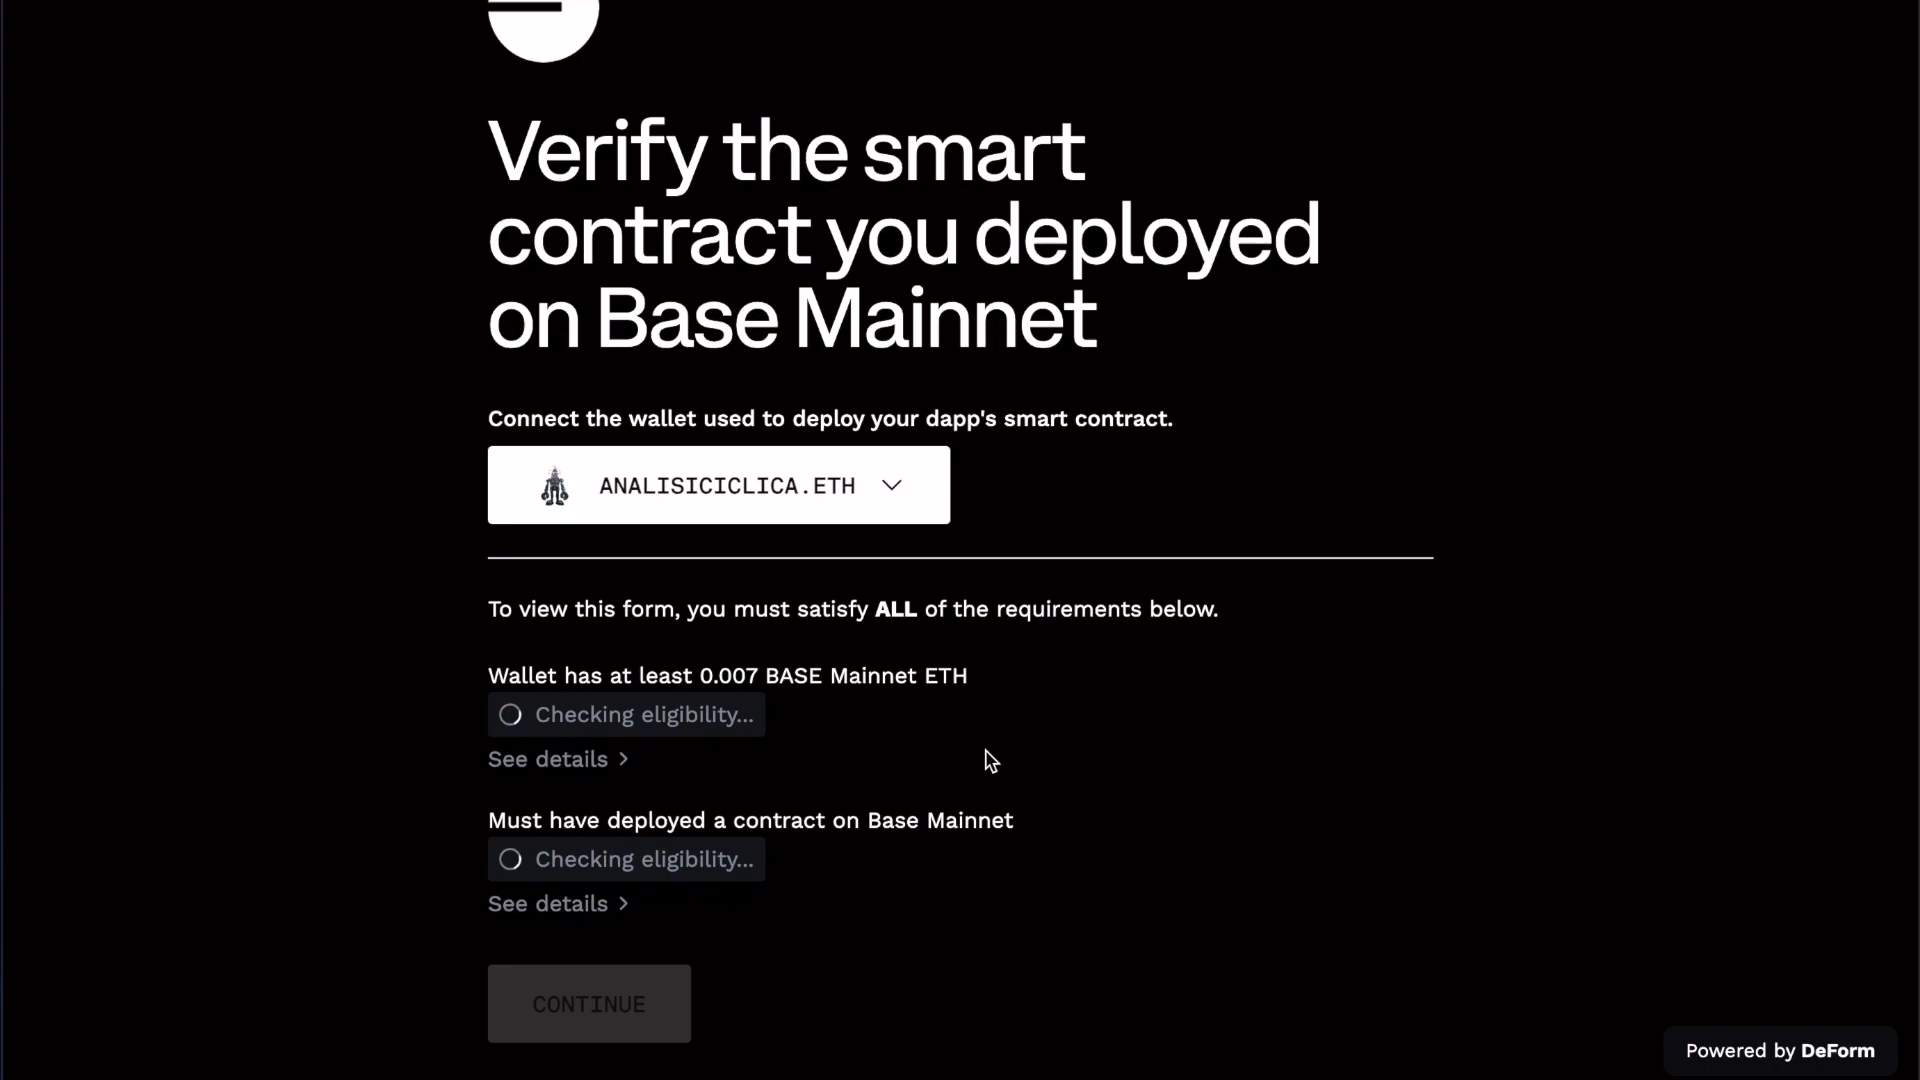 Verify the smart
contract you deployed
on Base Mainnet
Connect the wallet used to deploy your dapp's smart contract.
ANALISICICLICA.ETH
To view this form, you must satisfy ALL of the requirements below.
Wallet has at least 0.007 BASE Mainnet ETH
Checking eligibility...
See details
Must have deployed a contract on Base Mainnet
Checking eligibility...
See details
CONTINUE
Powered by DeForm